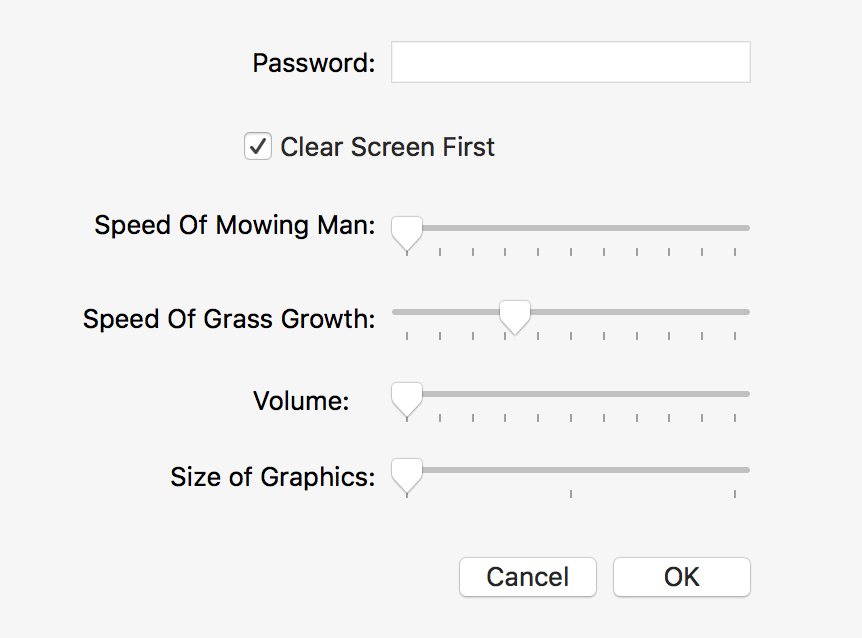 Password:
Clear Screen First
Speed Of Mowing Man:
Speed Of Grass Growth:
Volume:
Size of Graphics:
Cancel OK